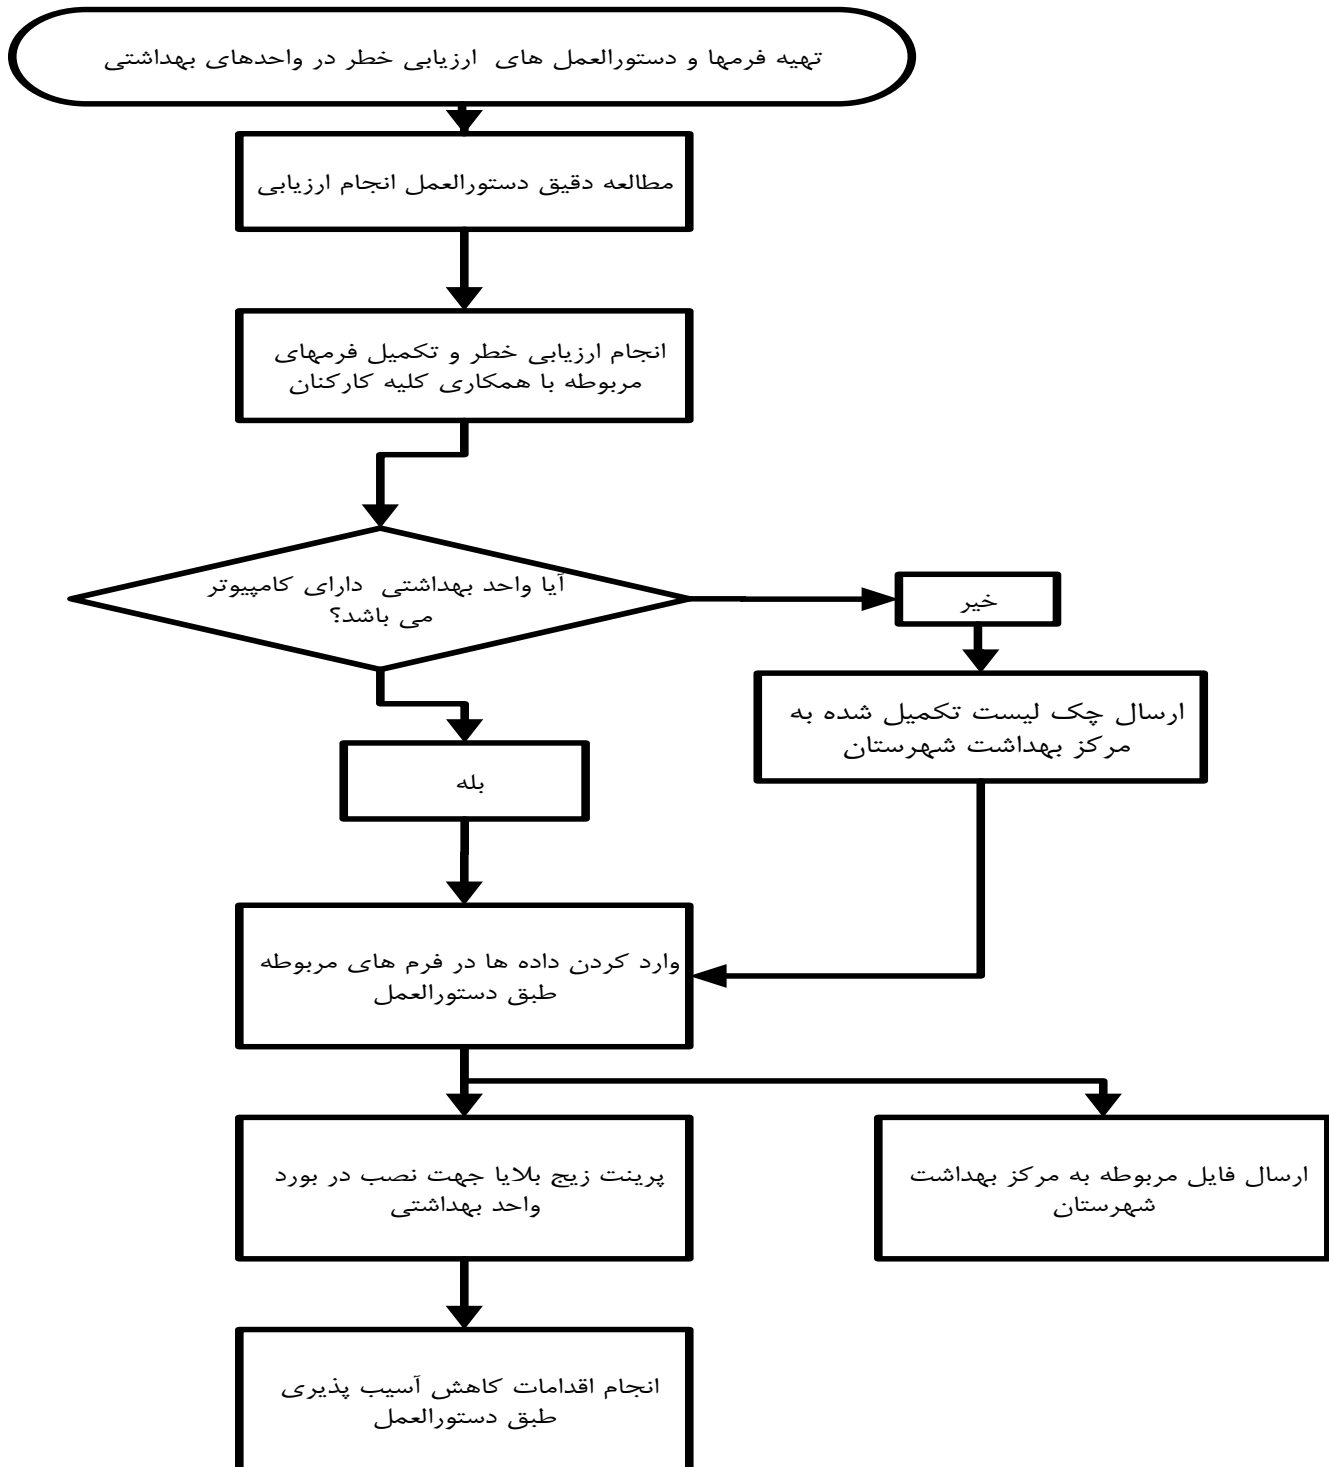 تهیه فرمها و دستورالعمل های ارزیابی خطر در واحدهای بهداشتی
مطالعه دقیق دستورالعمل انجام ارزیابی
انجام ارزیابی خطر و تکمیل فرمهای
مربوطه با همکاری کلیه کارکنان
آیا واحد بهداشتی دارای کامپیوتر
می باشد؟
خیر
ارسال چک لیست تکمیل شده به
مرکز بهداشت شهرستان
بله
وارد کردن داده ها در فرم های مربوطه
طبق دستورالعمل
پرینت زیج بلایا جهت نصب در بورد
واحد بهداشتی
ارسال فایل مربوطه به مرکز بهداشت
شهرستان
انجام اقدامات کاهش آسیب پذیری
طبق دستورالعمل